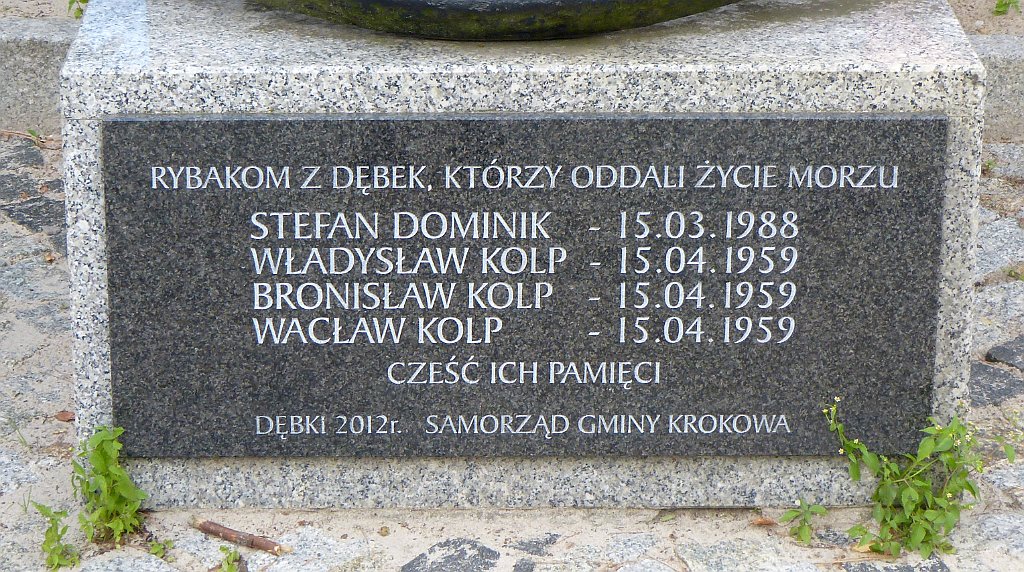 RYBAKOM Z DĘBEK, KTÓRZY ODDALI ŻYCIE MORZU
STEFAN DOMINIK - 15.03.1988
WŁADYSŁAW KOLP - 15.04.1959
BRONISŁAW KOLP - 15.04.1959
WACŁAW KOLP - 15.04.1959
CZEŚĆ ICH PAMIĘCI
DĘBKI 2012r. SAMORZĄD GMINY KROKOWA